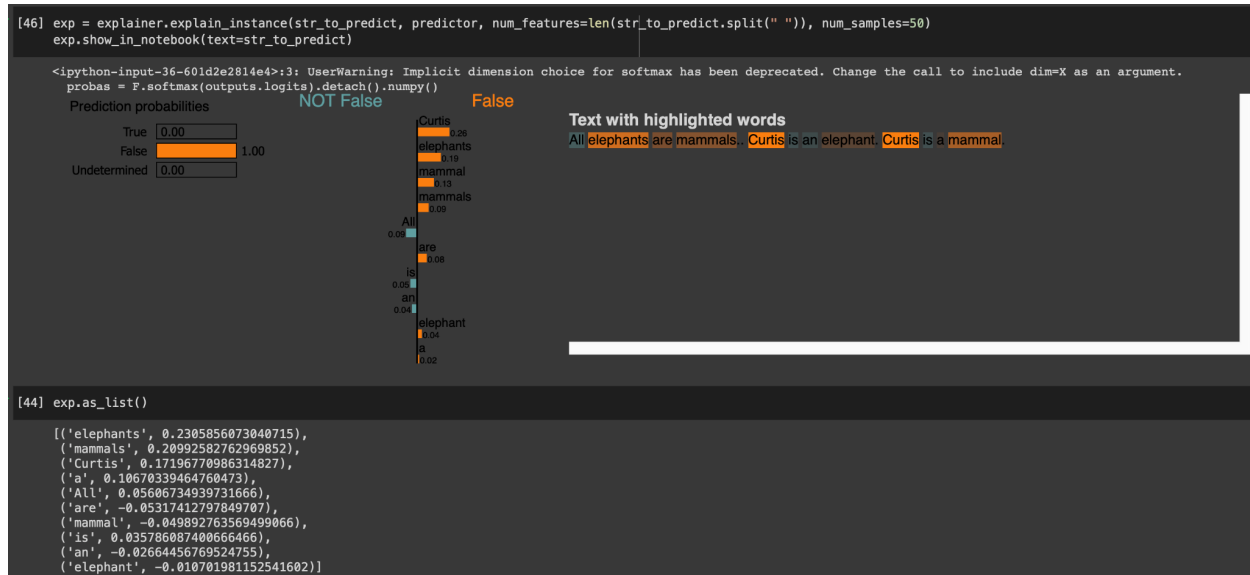 [46] exp = explainer.explain_instance(str_to_predict, predictor, num_features=len(str_to_predict.split(" ")), num_samples=50)
exp.show_in_notebook(text=str_to_predict)
<ipython-input-36-601d2e2814e4>:3: UserWarning: Implicit dimension choice for softmax has been deprecated. Change the call to include dim=X as an argument.
probas = F.softmax(outputs.logits).detach().numpy()
Prediction probabilities
True 0.00
False 1.00
Undetermined 0.00
NOT False False
Curtis
0.26
elephants
0.19
mammal
0.13
mammals
0.09
All
0.09
are
0.08
is
0.05
an
0.04
elephant
0.04
a
0.02
Text with highlighted words
All elephants are mammals.. Curtis is an elephant. Curtis is a mammal.
[44] exp.as_list()
[('elephants', 0.2305856073040715),
('mammals', 0.20992582762969852),
('Curtis', 0.17196770986314827),
('a', 0.10670339464760473),
('All', 0.05606734939731666),
('are', -0.05317412797849707),
('mammal', -0.049892763569499066),
('is', 0.035786087400666466),
('an', -0.02664456769524755),
('elephant', -0.010701981152541602)]